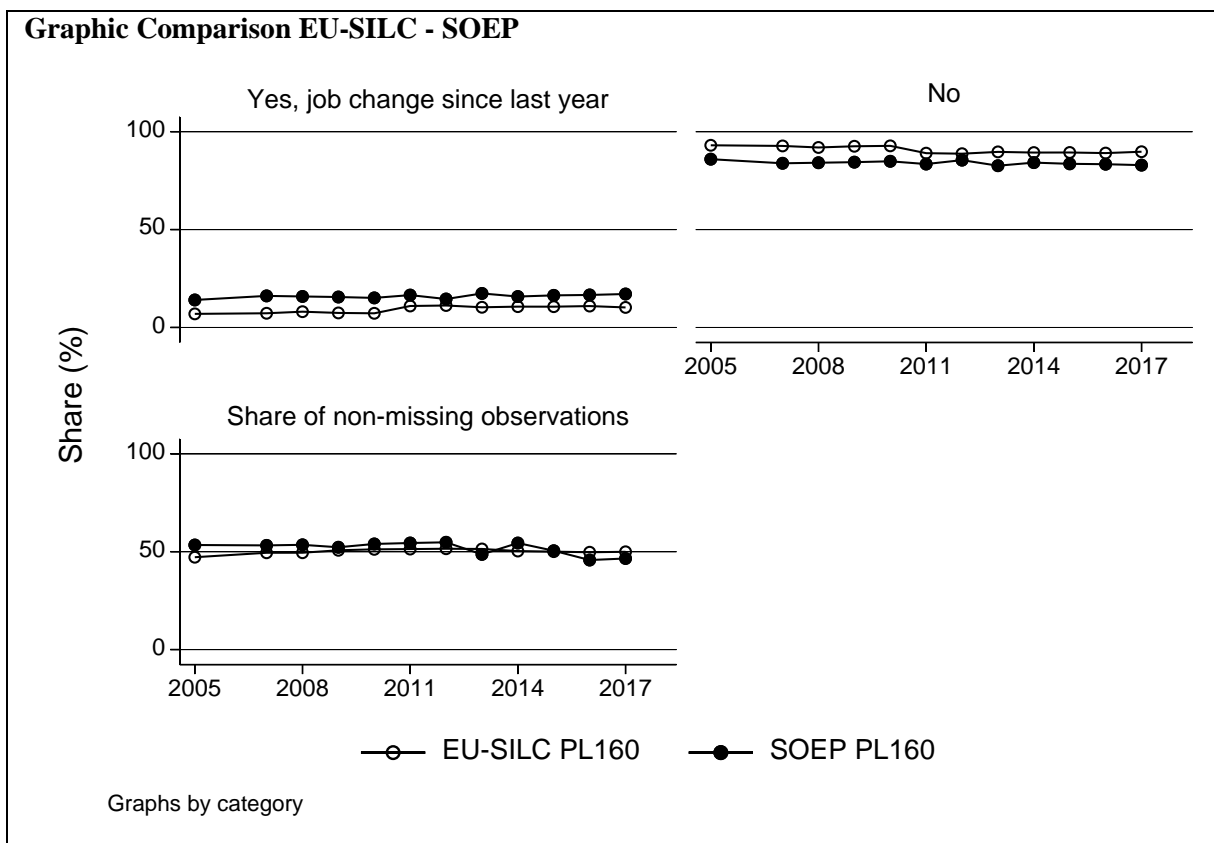 Graphic Comparison EU-SILC - SOEP
Yes, job change since last year
No
100
50
0
2005 2008 2011 2014 2017
Share (%)
Share of non-missing observations
100
50
0
2005 2008 2011 2014 2017
EU-SILC PL160 SOEP PL160
Graphs by category